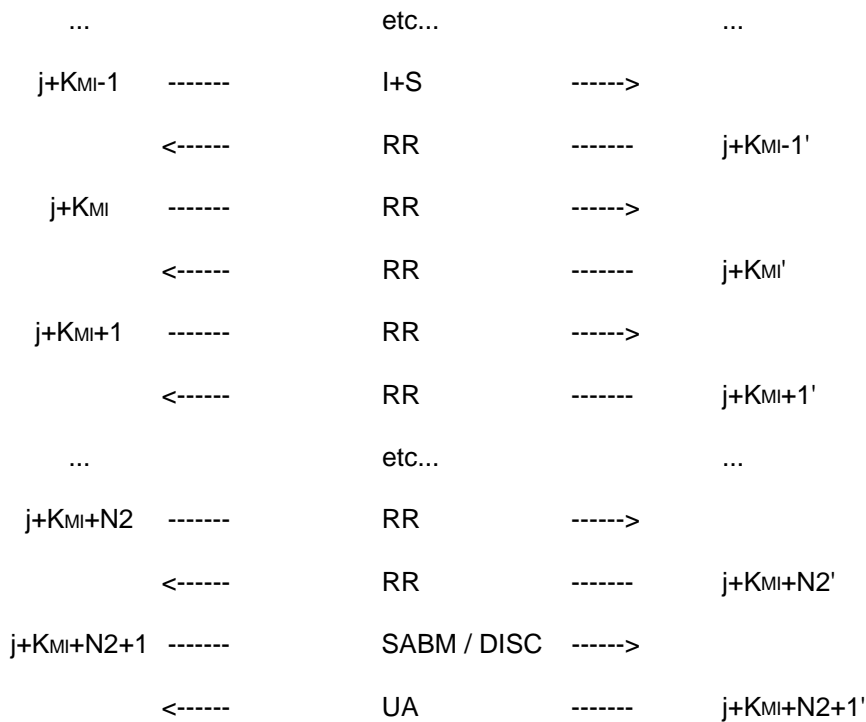 ... etc... ...
j+KMI-1 ------- I+S ------>
<------ RR ------- j+KMI-1'
j+KMI ------- RR ------>
<------ RR ------- j+KMI'
j+KMI+1 ------- RR ------>
<------ RR ------- j+KMI+1'
... etc... ...
j+KMI+N2 ------- RR ------>
<------ RR ------- j+KMI+N2'
j+KMI+N2+1 ------- SABM / DISC ------>
<------ UA ------- j+KMI+N2+1'